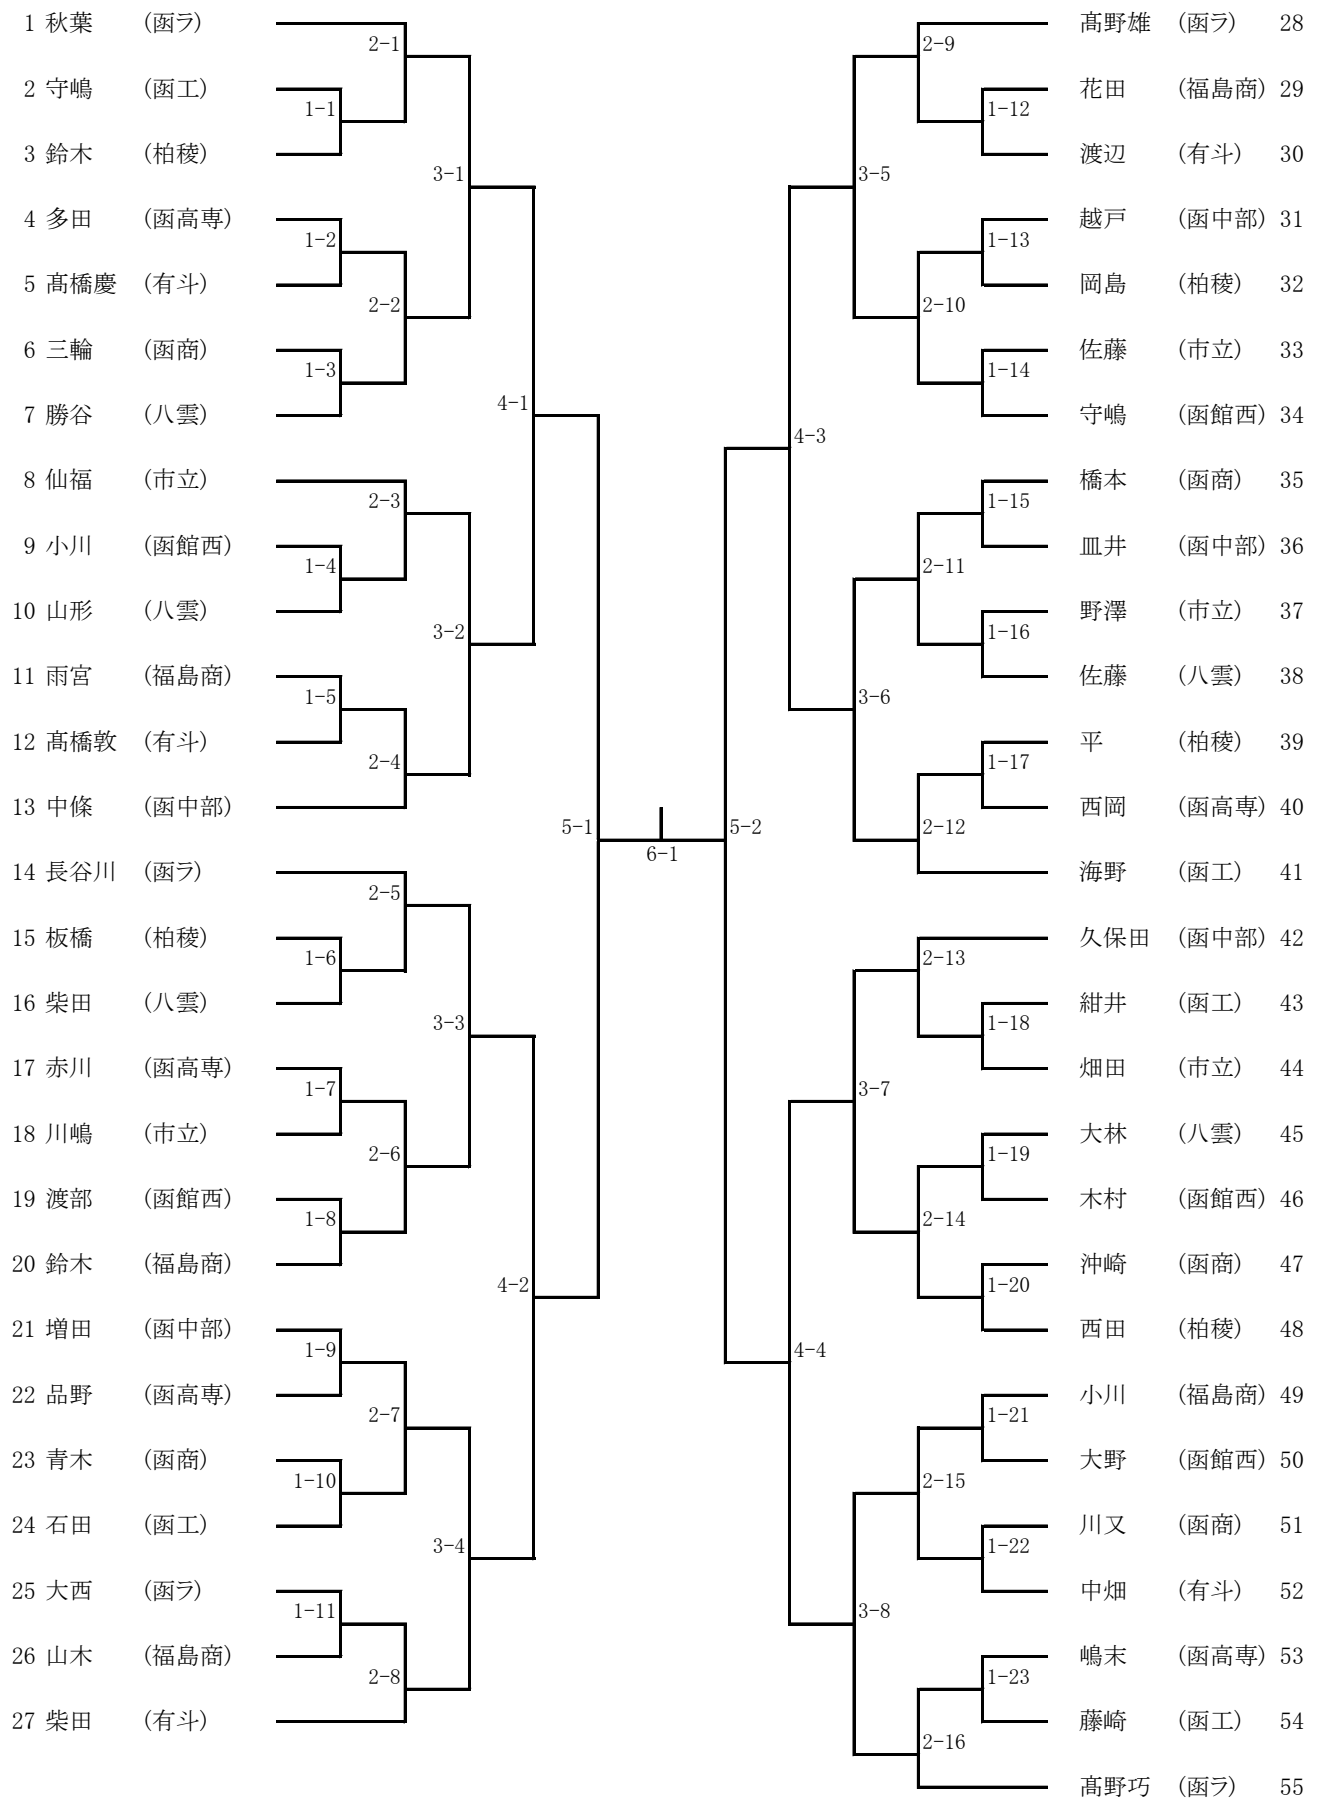 1 秋葉 (函ラ)
2 守嶋 (函工)
3 鈴木 (柏稜)
4 多田 (函高専)
5 髙橋慶 (有斗)
6 三輪 (函商)
7 勝谷 (八雲)
8 仙福 (市立)
9 小川 (函館西)
10 山形 (八雲)
11 雨宮 (福島商)
12 髙橋敦 (有斗)
13 中條 (函中部)
14 長谷川 (函ラ)
15 板橋 (柏稜)
16 柴田 (八雲)
17 赤川 (函高専)
18 川嶋 (市立)
19 渡部 (函館西)
20 鈴木 (福島商)
21 増田 (函中部)
22 品野 (函高専)
23 青木 (函商)
24 石田 (函工)
25 大西 (函ラ)
26 山木 (福島商)
27 柴田 (有斗)
1-1
1-2
1-3
1-4
1-5
1-6
1-7
1-8
1-9
1-10
1-11
2-1
2-2
2-3
2-4
2-5
2-6
2-7
2-8
3-1
3-2
3-3
3-4
4-1
4-2
5-1
6-1
5-2
4-3
4-4
3-5
3-6
3-7
3-8
2-9
2-10
2-11
2-12
2-13
2-14
2-15
2-16
1-12
1-13
1-14
1-15
1-16
1-17
1-18
1-19
1-20
1-21
1-22
1-23
髙野雄 (函ラ) 28
花田 (福島商) 29
渡辺 (有斗) 30
越戸 (函中部) 31
岡島 (柏稜) 32
佐藤 (市立) 33
守嶋 (函館西) 34
橋本 (函商) 35
皿井 (函中部) 36
野澤 (市立) 37
佐藤 (八雲) 38
平 (柏稜) 39
西岡 (函高専) 40
海野 (函工) 41
久保田 (函中部) 42
紺井 (函工) 43
畑田 (市立) 44
大林 (八雲) 45
木村 (函館西) 46
沖崎 (函商) 47
西田 (柏稜) 48
小川 (福島商) 49
大野 (函館西) 50
川又 (函商) 51
中畑 (有斗) 52
嶋末 (函高専) 53
藤崎 (函工) 54
髙野巧 (函ラ) 55